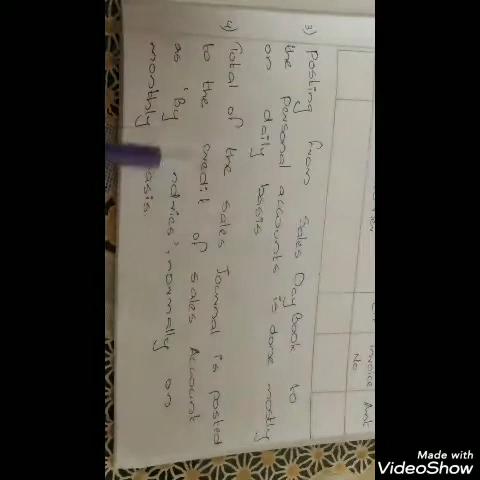 Invoice No
Amt
3) Posting from Sales Day Book to
the personal accounts is done mostly
on daily basis
4) Total of the sales Journal is posted
to the credit of sales Account
as 'By ndries', normally on
monthly asis.
Made with
VideoShow